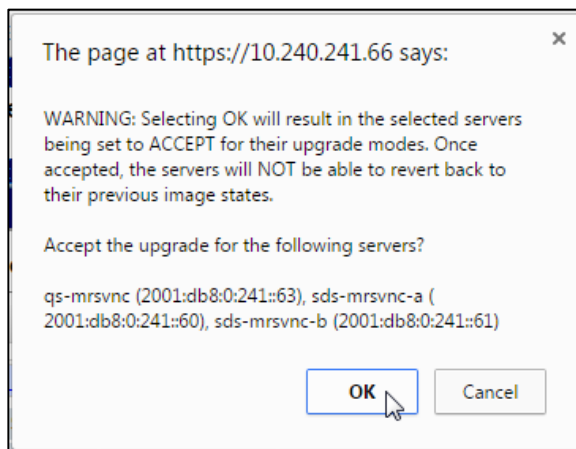 The page at https://10.240.241.66 says:
WARNING: Selecting OK will result in the selected servers
being set to ACCEPT for their upgrade modes. Once
accepted, the servers will NOT be able to revert back to
their previous image states.
Accept the upgrade for the following servers?
qs-mrsvnc (2001:db8:0:241::63), sds-mrsvnc-a (
2001:db8:0:241::60), sds-mrsvnc-b (2001:db8:0:241::61)
OK
Cancel